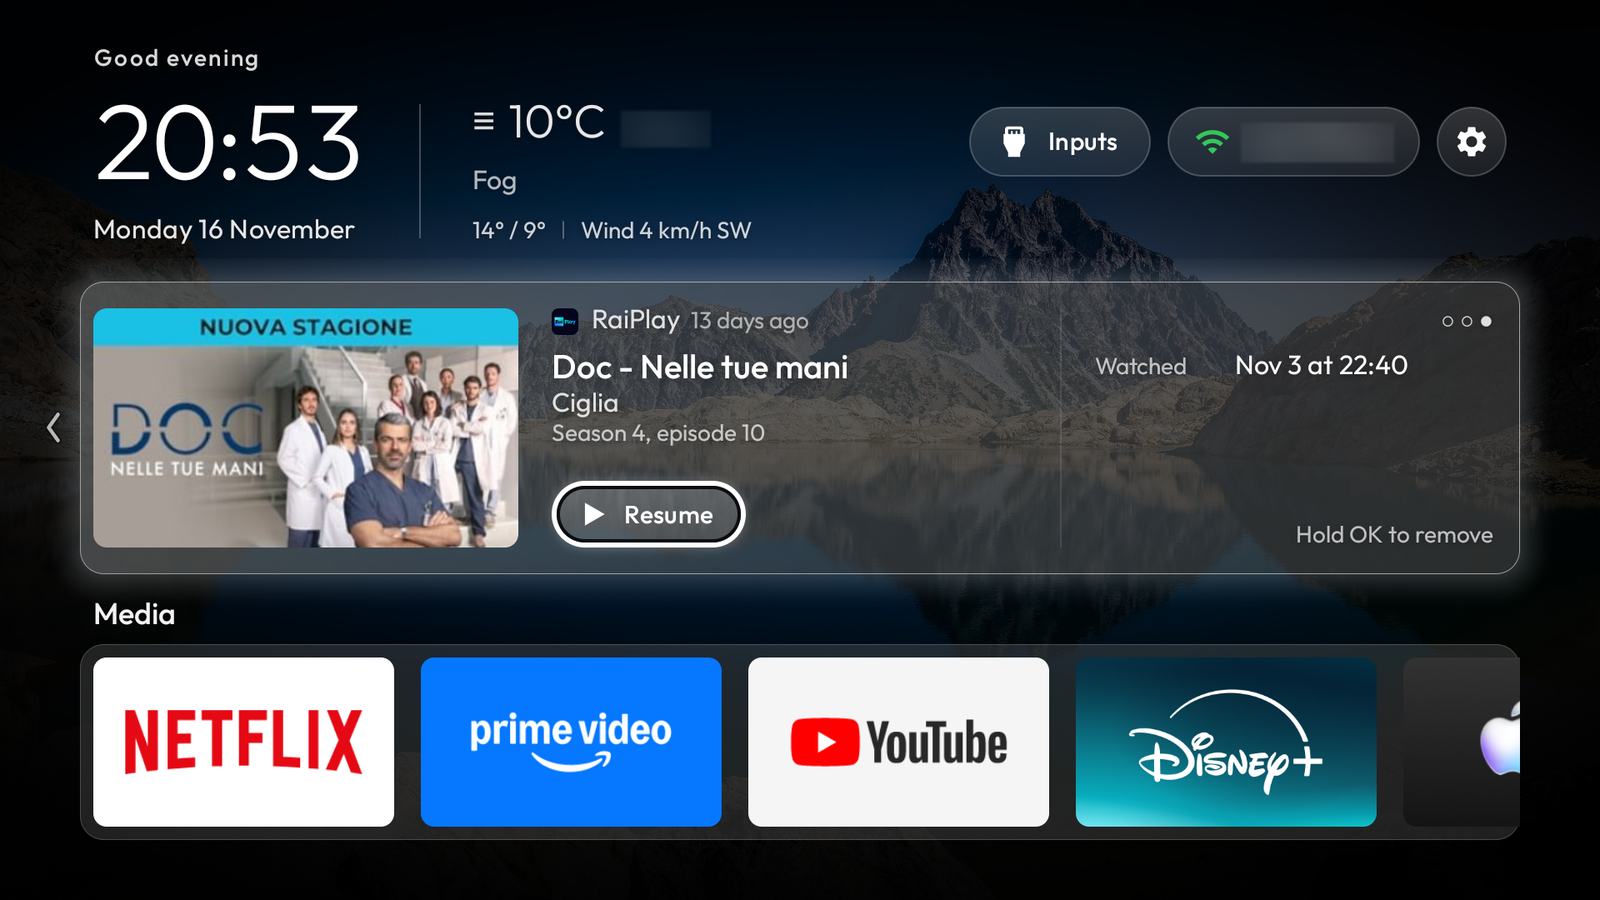 Good evening
20:53
Monday 16 November
10°C
Fog
14° / 9° | Wind 4 km/h SW
Inputs
NUOVA STAGIONE
DOC
NELLE TUE MANI
RaiPlay 13 days ago
Doc - Nelle tue mani
Ciglia
Season 4, episode 10
Resume
Watched Nov 3 at 22:40
Hold OK to remove
Media
NETFLIX
prime video
YouTube
Disney+